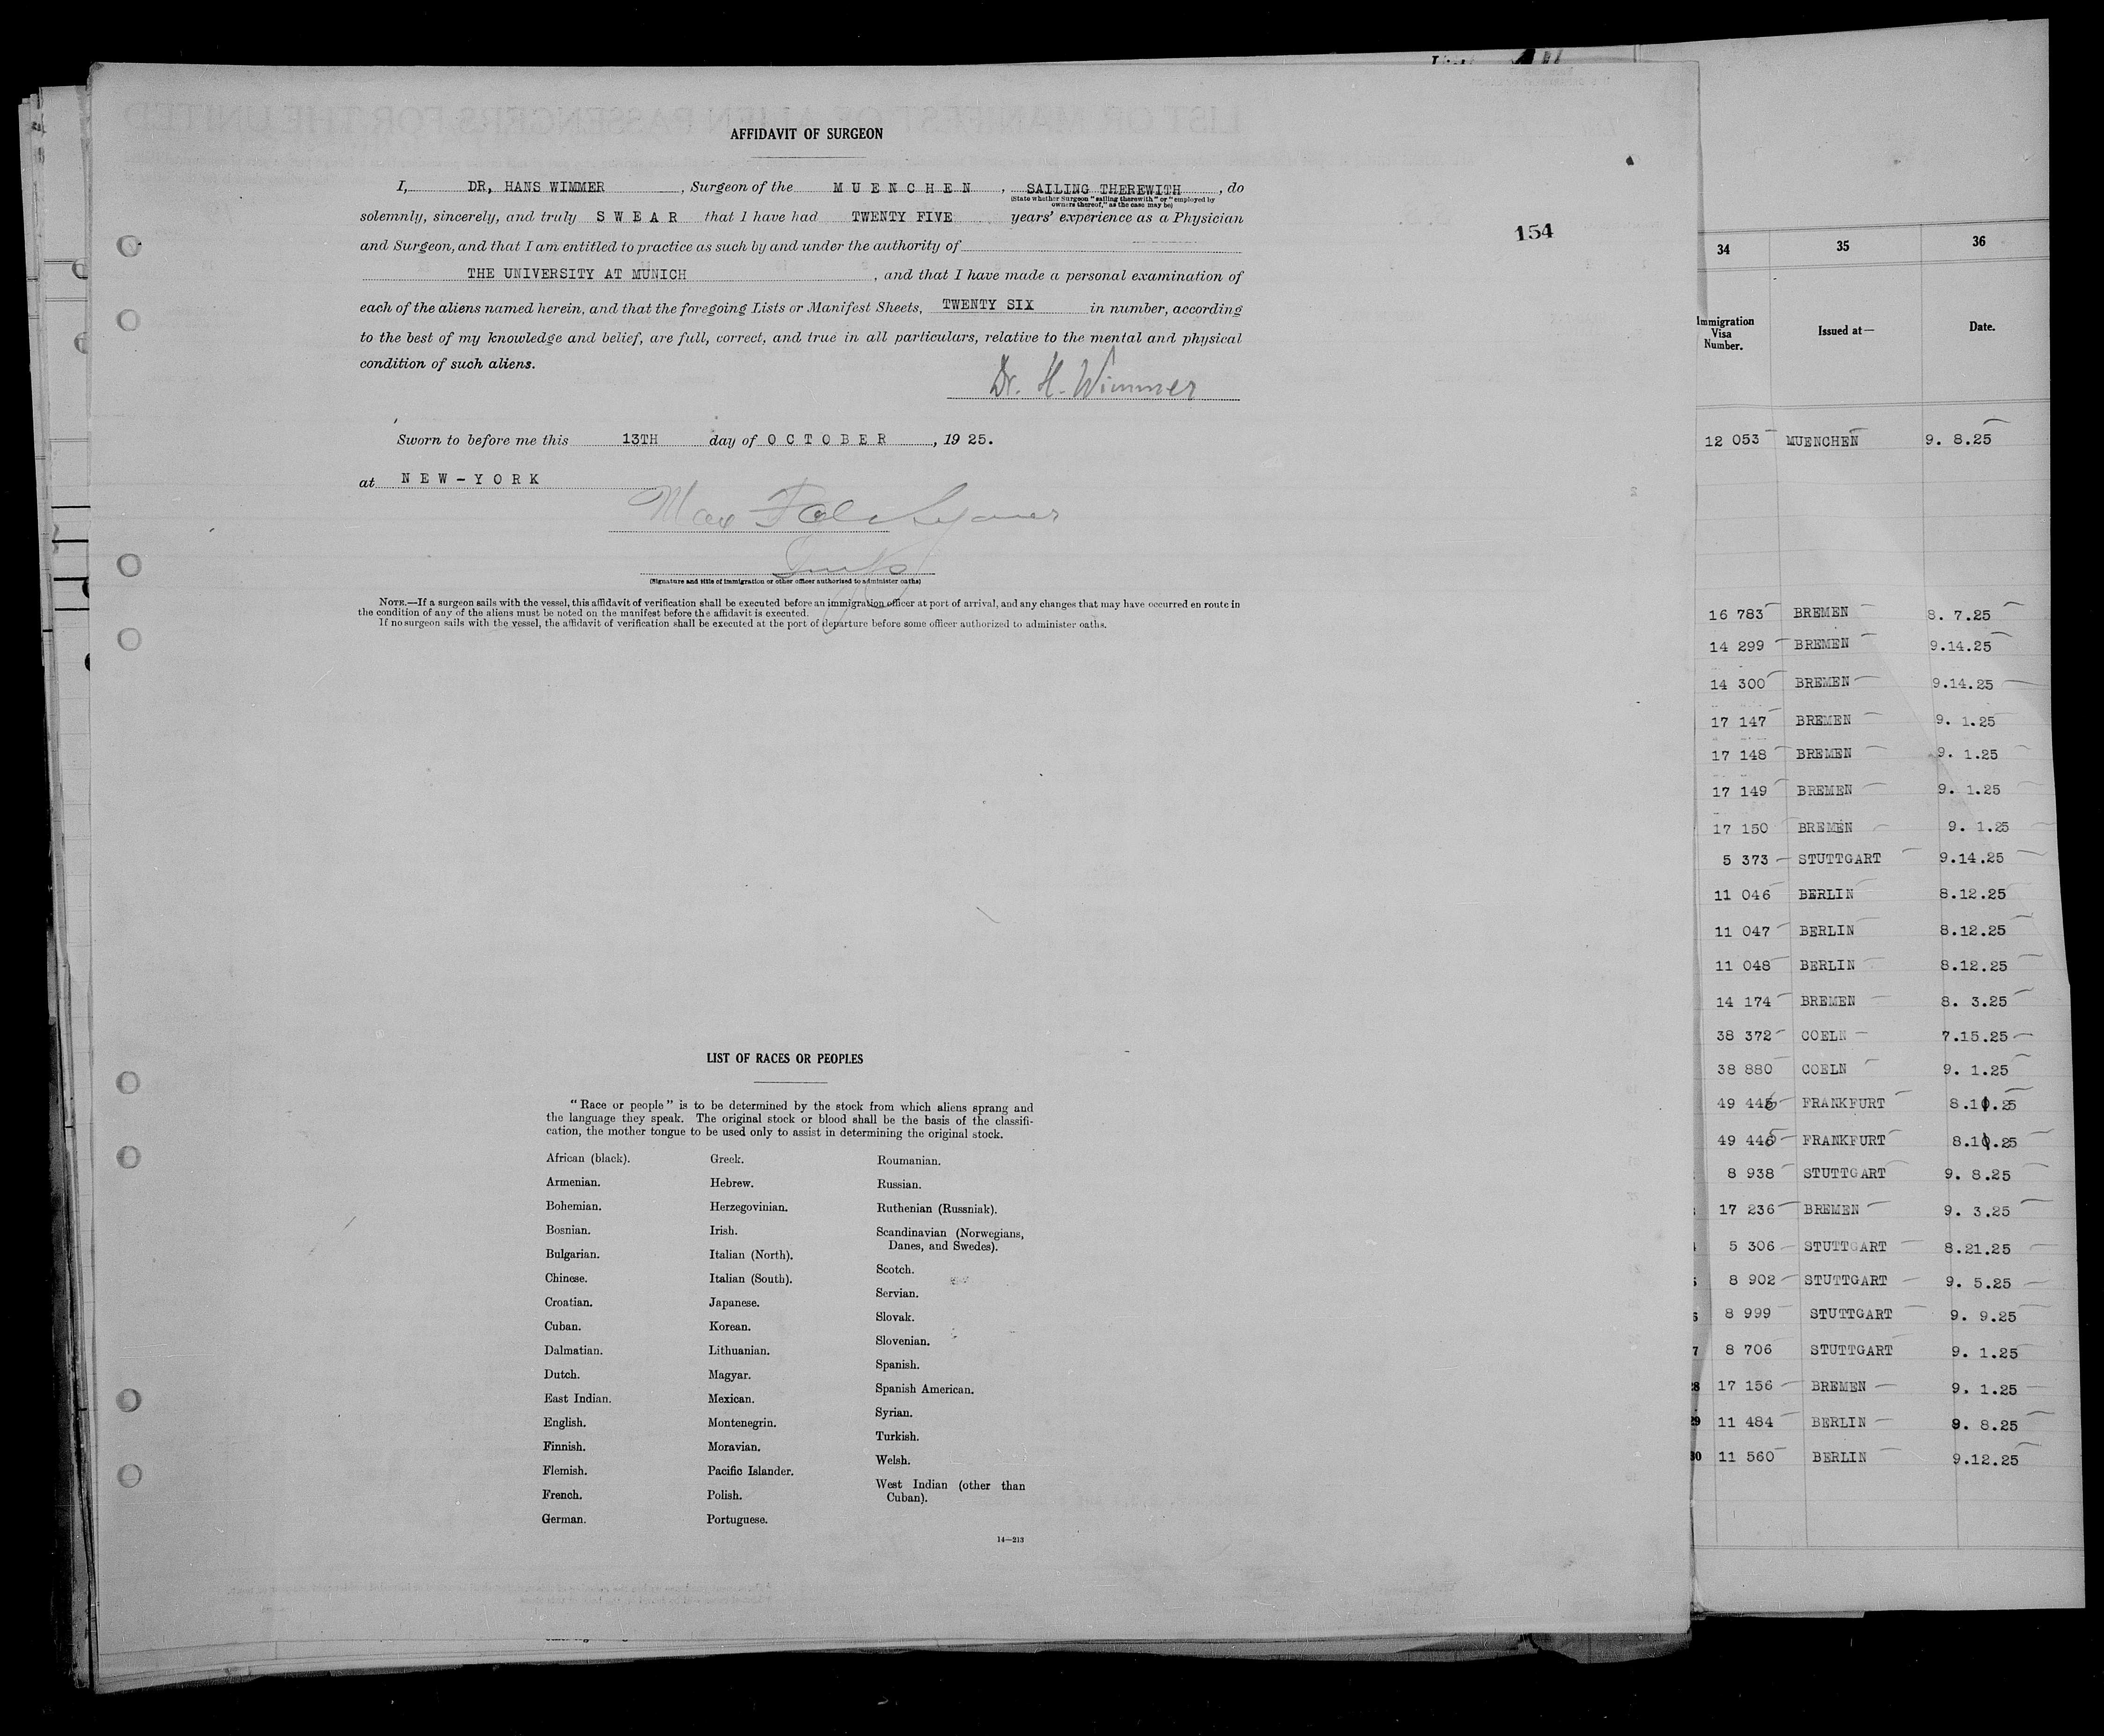 AFFIDAVIT OF SURGEON
I, DR, HANS WIMMER, Surgeon of the M U E N C H E N, SAILING THEREWITH, do
(State whether Surgeon "sailing therewith" or "employed by
owners thereof," as the case may be)
solemnly, sincerely, and truly S W E A R that I have had TWENTY FIVE years' experience as a Physician
and Surgeon, and that I am entitled to practice as such by and under the authority of
THE UNIVERSITY AT MUNICH, and that I have made a personal examination of
each of the aliens named herein, and that the foregoing Lists or Manifest Sheets, TWENTY SIX in number, according
to the best of my knowledge and belief, are full, correct, and true in all particulars, relative to the mental and physical
condition of such aliens.
Dr. H. Wimmer
Sworn to before me this 13TH day of O C T O B E R, 19 25.
at N E W - Y O R K
Max
(Signature and title of immigration or other officer authorized to administer oaths)
NOTE.—If a surgeon sails with the vessel, this affidavit of verification shall be executed before an immigration officer at port of arrival, and any changes that may have occurred en route in
the condition of any of the aliens must be noted on the manifest before the affidavit is executed.
If no surgeon sails with the vessel, the affidavit of verification shall be executed at the port of departure before some officer authorized to administer oaths.
154
LIST OF RACES OR PEOPLES
"Race or people" is to be determined by the stock from which aliens sprang and
the language they speak. The original stock or blood shall be the basis of the classifi-
cation, the mother tongue to be used only to assist in determining the original stock.
African (black).
Armenian.
Bohemian.
Bosnian.
Bulgarian.
Chinese.
Croatian.
Cuban.
Dalmatian.
Dutch.
East Indian.
English.
Finnish.
Flemish.
French.
German.
Greek.
Hebrew.
Herzegovinian.
Irish.
Italian (North).
Italian (South).
Japanese.
Korean.
Lithuanian.
Magyar.
Mexican.
Montenegrin.
Moravian.
Pacific Islander.
Polish.
Portuguese.
Roumanian.
Russian.
Ruthenian (Russniak).
Scandinavian (Norwegians,
Danes, and Swedes).
Scotch.
Servian.
Slovak.
Slovenian.
Spanish.
Spanish American.
Syrian.
Turkish.
Welsh.
West Indian (other than
Cuban).
14—213
34 35 36
Immigration
Visa
Number.
Issued at—
Date.
12 053 MUENCHEN 9. 8.25
16 783 BREMEN 8. 7.25
14 299 BREMEN 9.14.25
14 300 BREMEN 9.14.25
17 147 BREMEN 9. 1.25
17 148 BREMEN 9. 1.25
17 149 BREMEN 9. 1.25
17 150 BREMEN 9. 1.25
5 373 STUTTGART 9.14.25
11 046 BERLIN 8.12.25
11 047 BERLIN 8.12.25
11 048 BERLIN 8.12.25
14 174 BREMEN 8. 3.25
38 372 COELN 7.15.25
38 880 COELN 9. 1.25
49 446 FRANKFURT 8.11.25
49 445 FRANKFURT 8.11.25
8 938 STUTTGART 9. 8.25
17 236 BREMEN 9. 3.25
5 306 STUTTGART 8.21.25
8 902 STUTTGART 9. 5.25
8 999 STUTTGART 9. 9.25
7 8 706 STUTTGART 9. 1.25
17 156 BREMEN 9. 1.25
11 484 BERLIN 9. 8.25
30 11 560 BERLIN 9.12.25